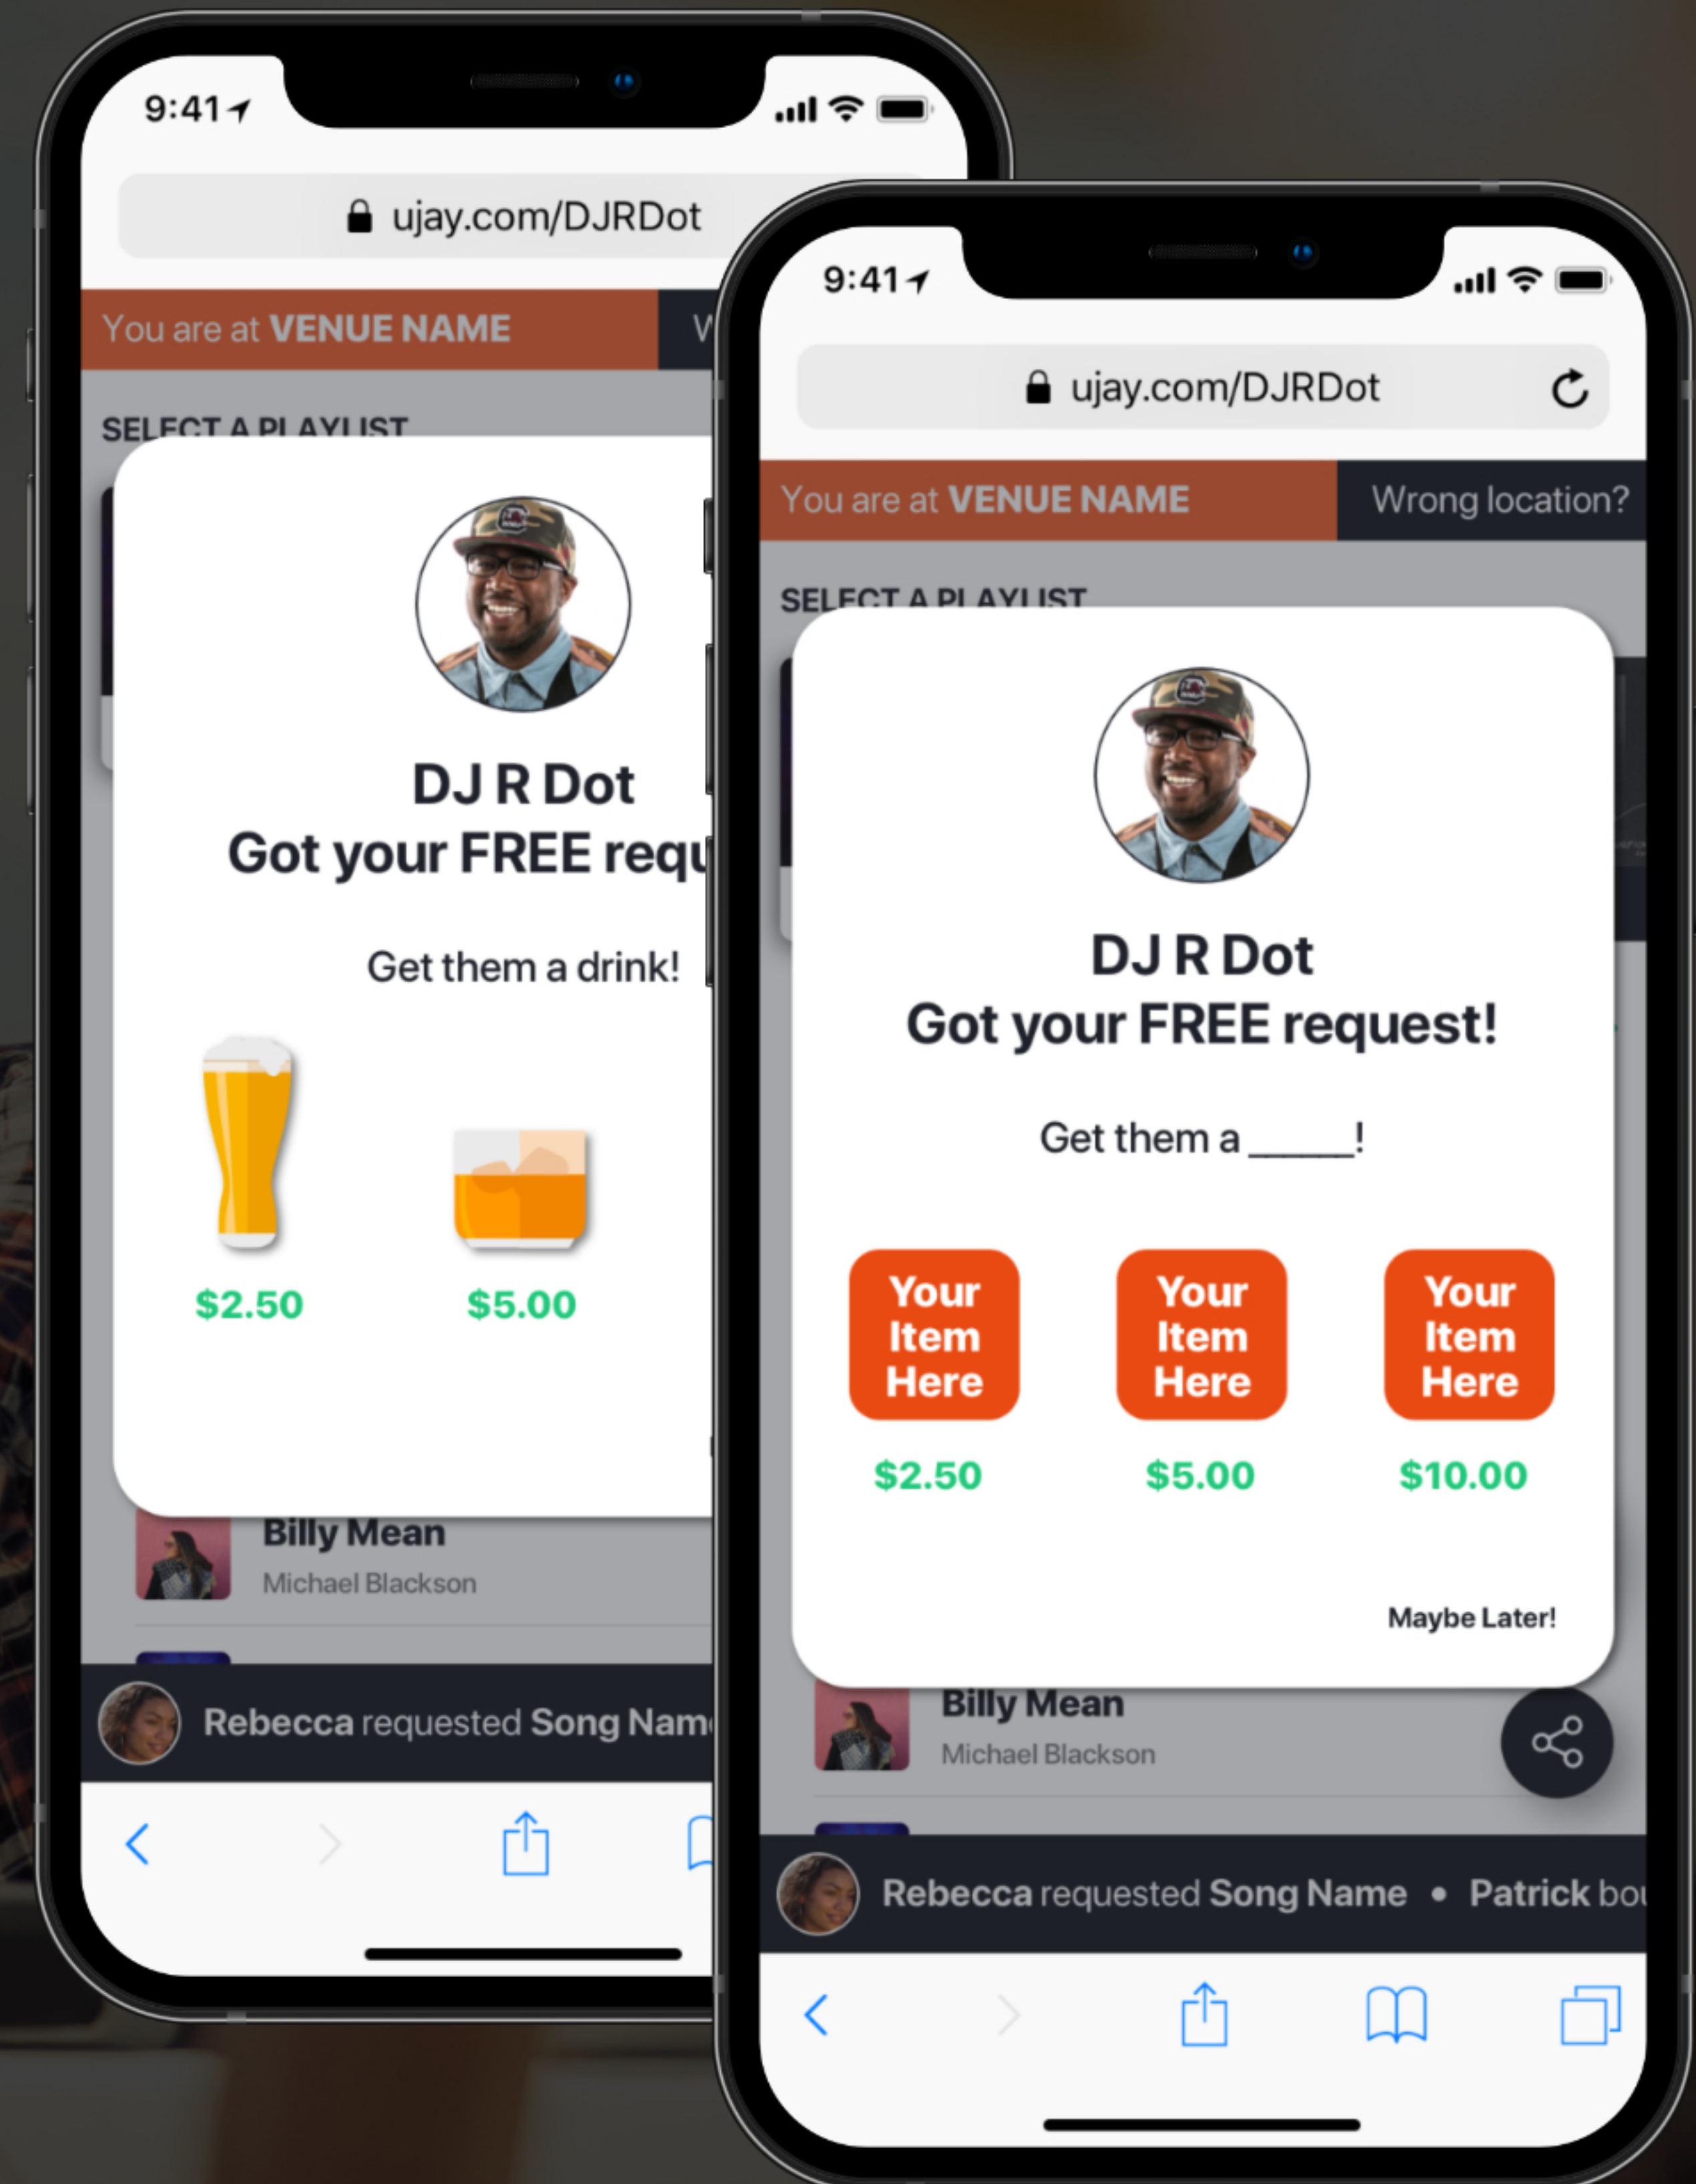 9:41
ujay.com/DJRDot
You are at VENUE NAME
SELECT A PLAYLIST
DJ R Dot
Got your FREE requ
Get them a drink!
$2.50
$5.00
Billy Mean
Michael Blackson
Rebecca requested Song Name
9:41
ujay.com/DJRDot
You are at VENUE NAME
Wrong location?
SELECT A PLAYLIST
DJ R Dot
Got your FREE request!
Get them a ______!
Your
Item
Here
$2.50
Your
Item
Here
$5.00
Your
Item
Here
$10.00
Maybe Later!
Billy Mean
Michael Blackson
Rebecca requested Song Name • Patrick bou